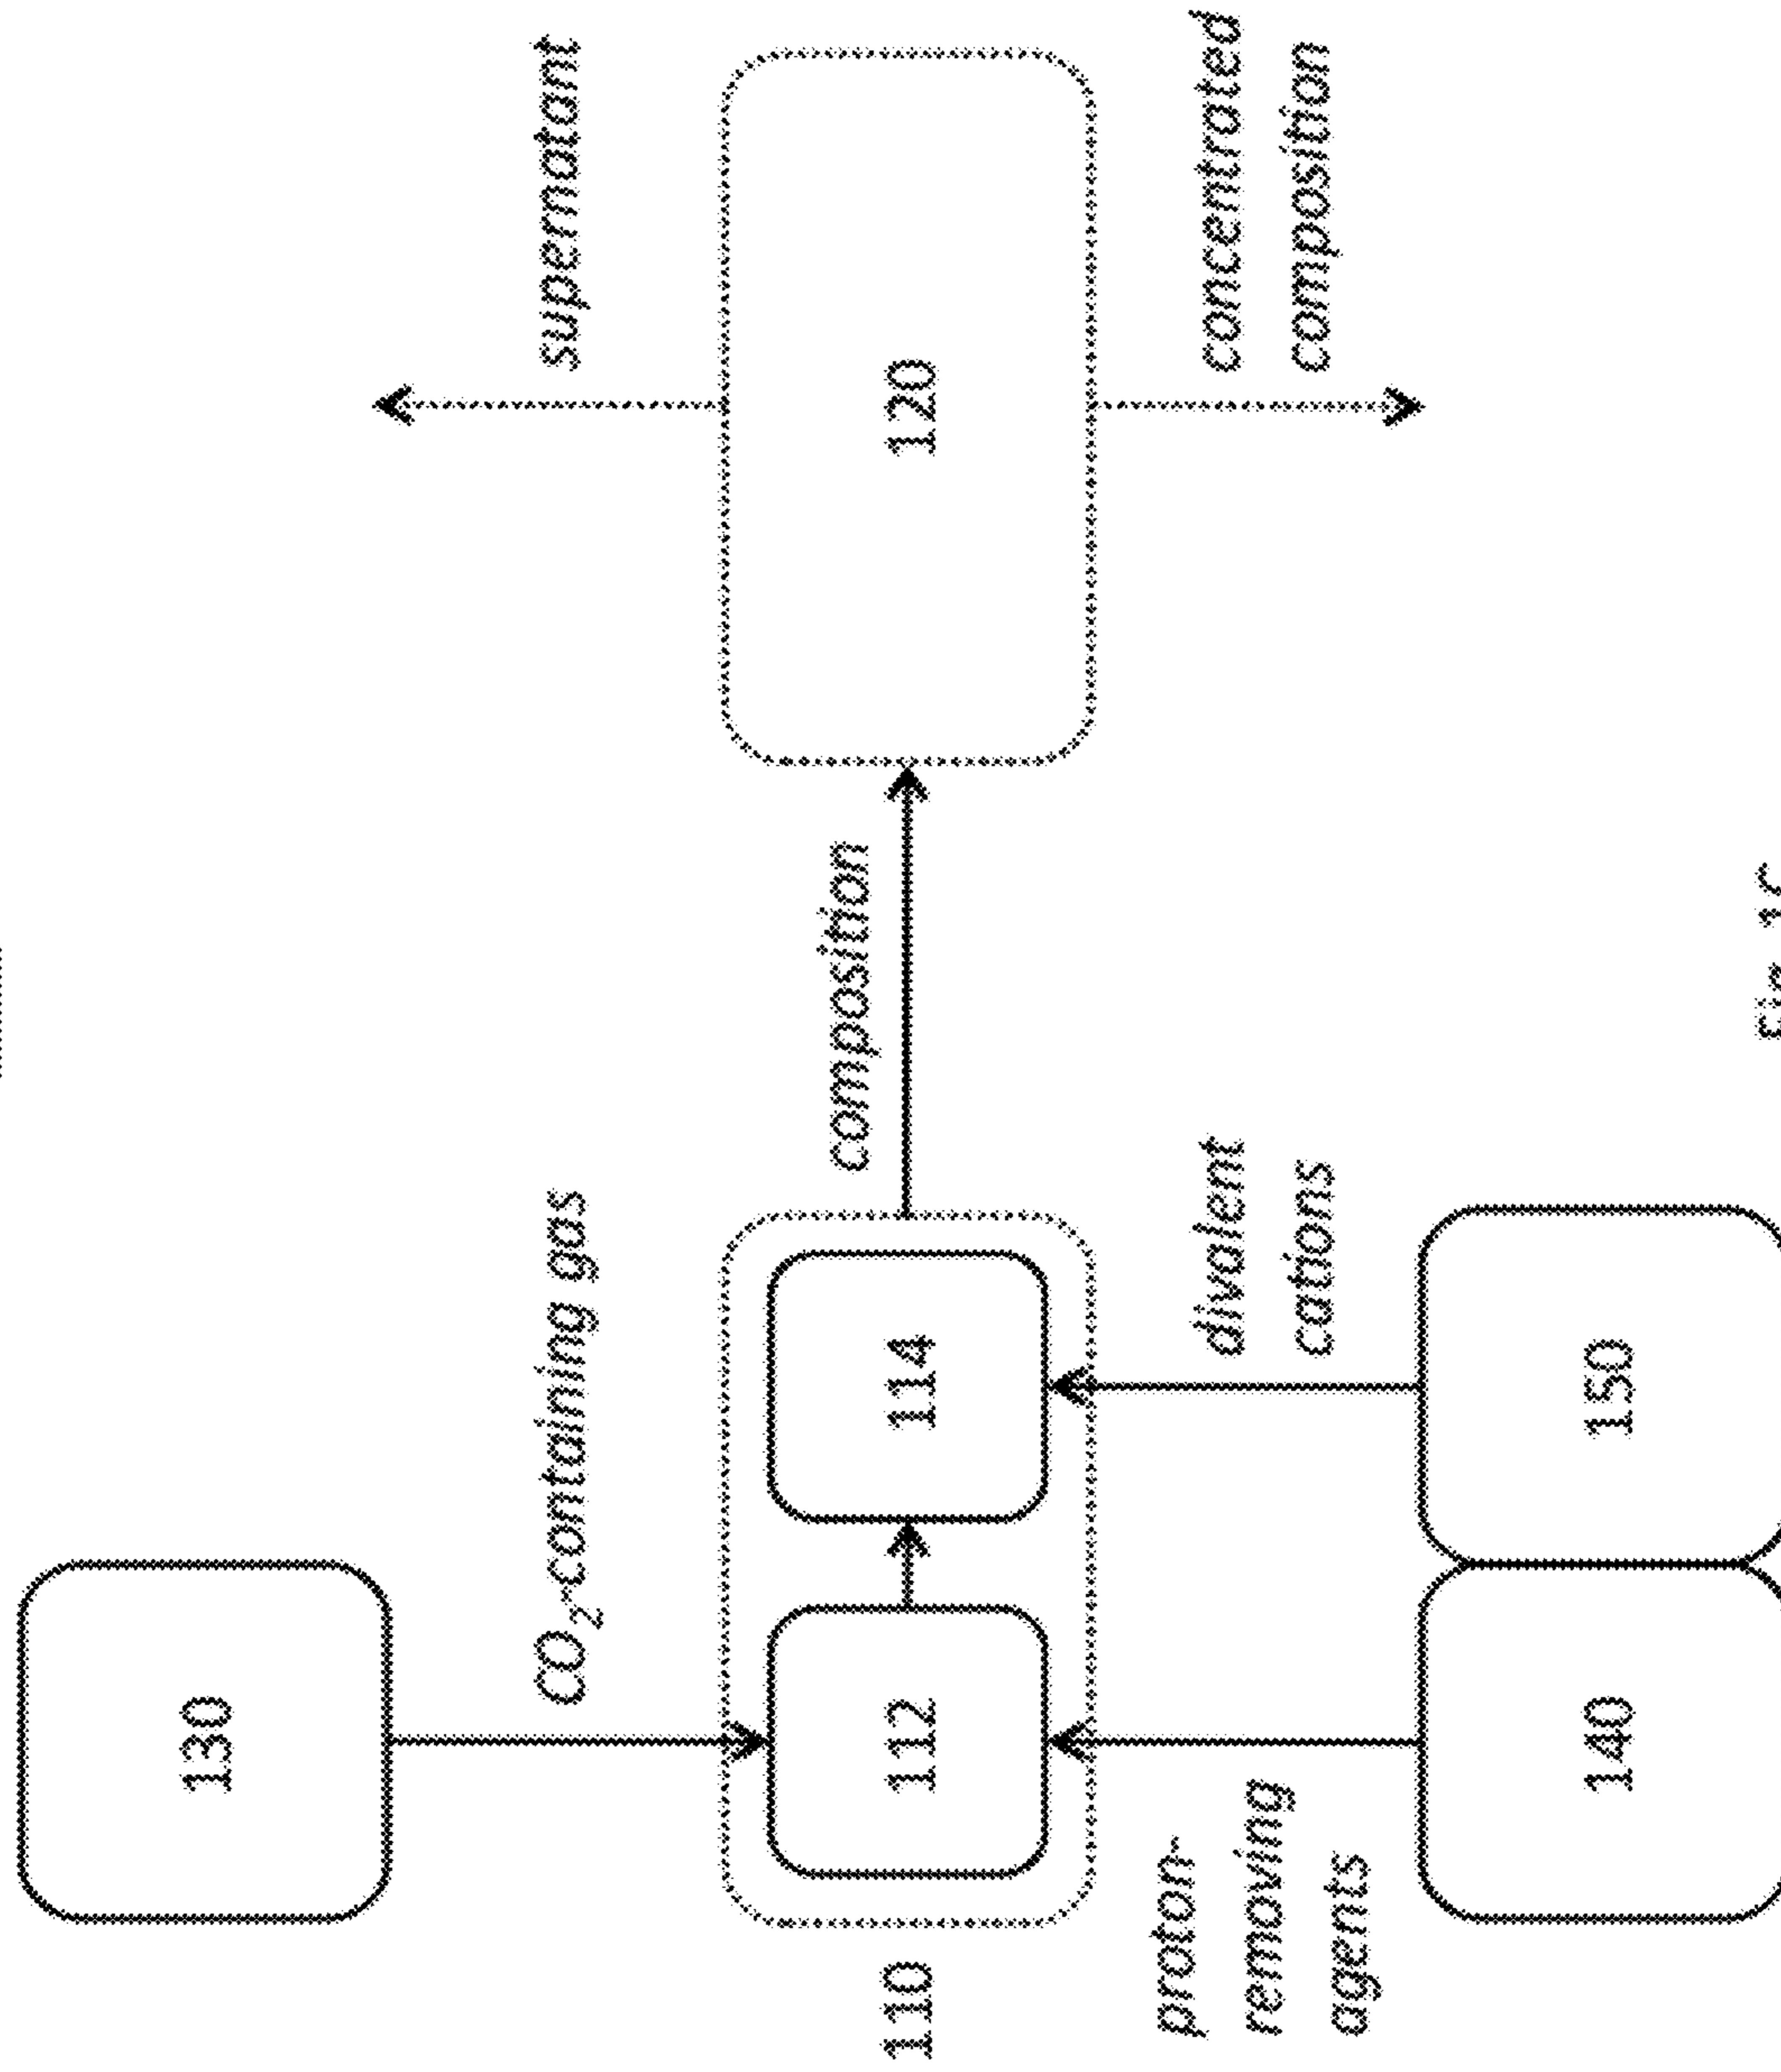 130
CO₂-containing gas
supernatant
composition
110
112
114
120
proton-
removing
agents
divalent
cations
concentrated
composition
140
150
Fig.